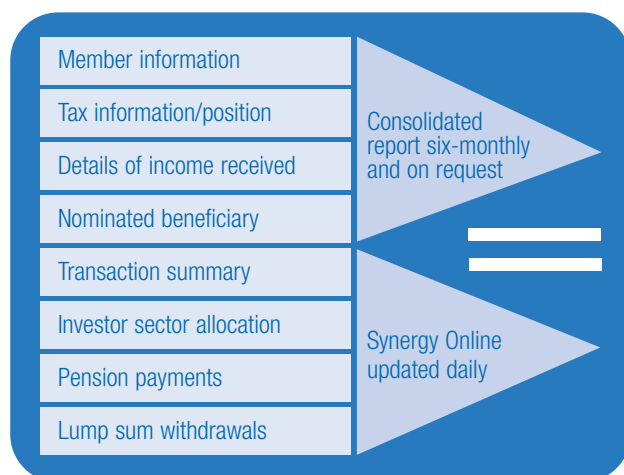 Member information
Tax information/position
Details of income received
Nominated beneficiary
Transaction summary
Investor sector allocation
Pension payments
Lump sum withdrawals
Consolidated
report six-monthly
and on request
Synergy Online
updated daily